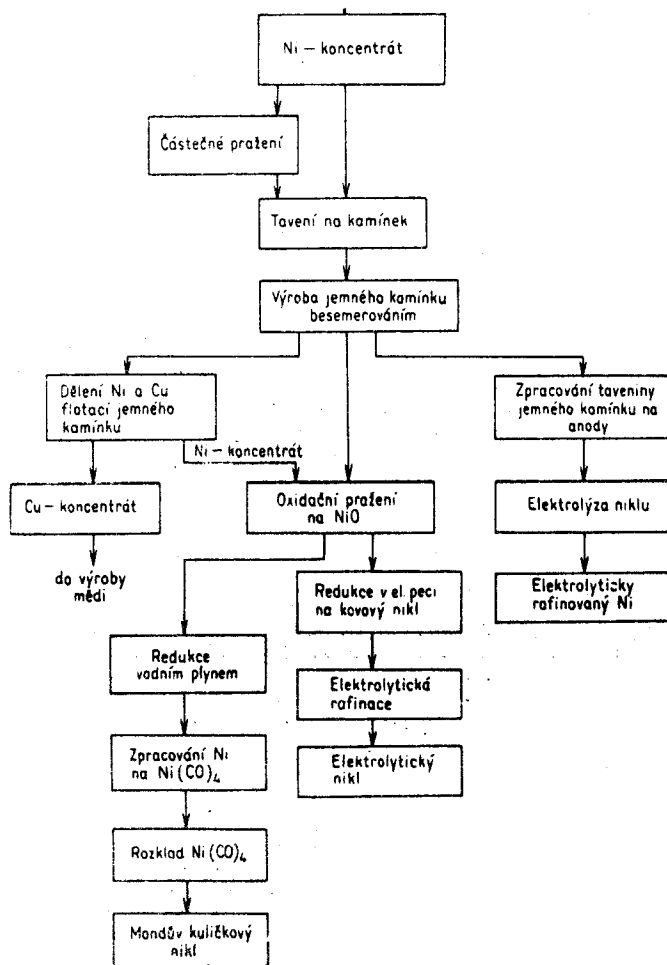 Ni – koncentrát
Částečné pražení
Tavení na kamínek
Výroba jemného kamínku
besemerováním
Dělení Ni a Cu
flotací jemného
kamínku
Zpracování taveniny
jemného kamínku na
anody
Ni – koncentrát
Cu – koncentrát
Oxidační pražení
na NiO
Elektrolýza niklu
do výroby
mědi
Redukce v el. peci
na kovový nikl
Elektrolyticky
rafinovaný Ni
Redukce
vodním plynem
Elektrolytická
rafinace
Zpracování Ni
na Ni(CO)₄
Elektrolytický
nikl
Rozklad Ni(CO)₄
Mondův kuličkový
nikl